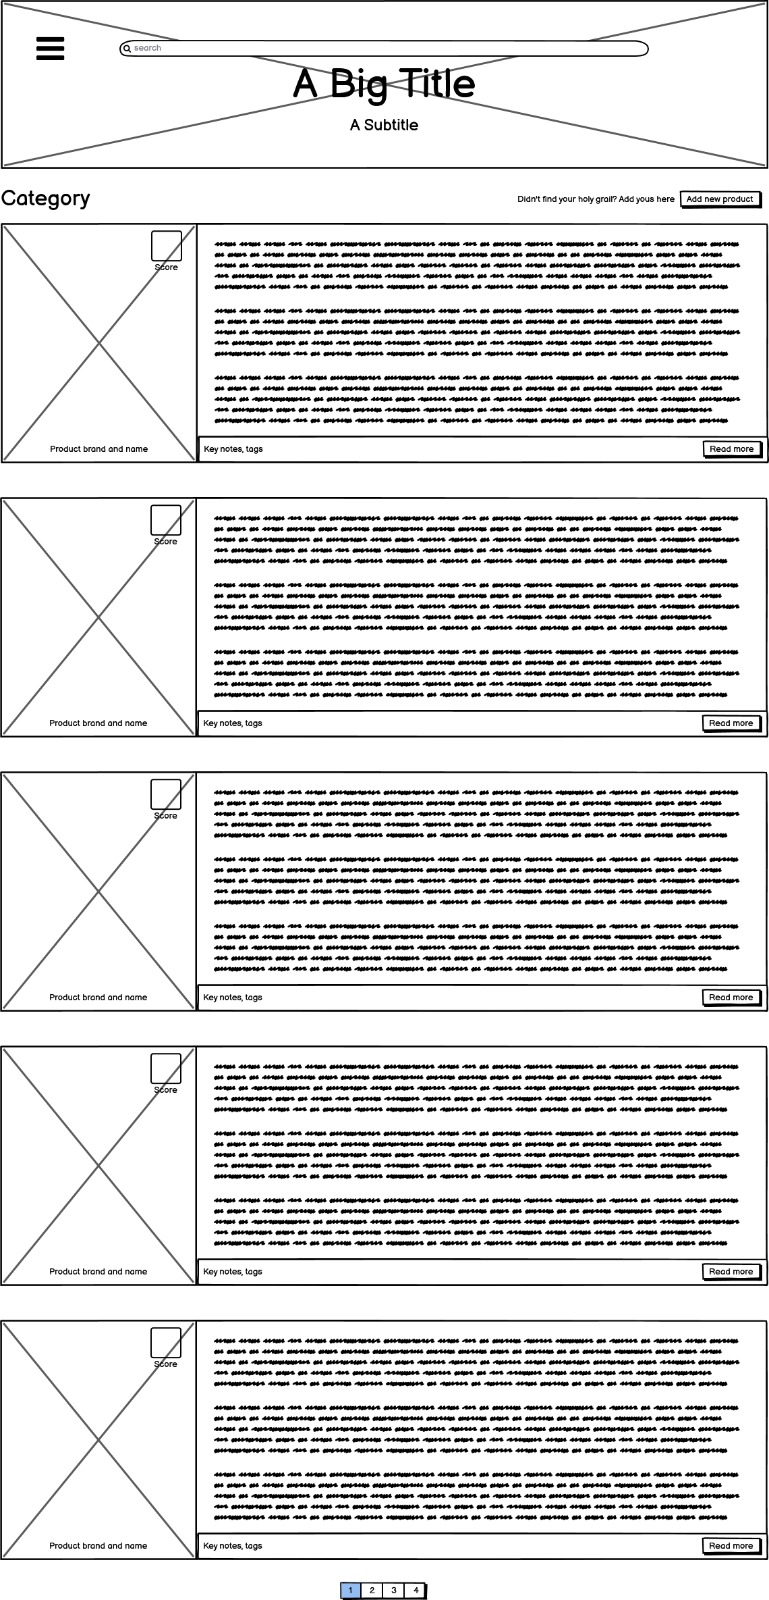 search
A Big Title
A Subtitle
Category
Didn't find your holy grail? Add yous here
Add new product
Score
Product brand and name
Key notes, tags
Read more
Score
Product brand and name
Key notes, tags
Read more
Score
Product brand and name
Key notes, tags
Read more
Score
Product brand and name
Key notes, tags
Read more
Score
Product brand and name
Key notes, tags
Read more
1 2 3 4